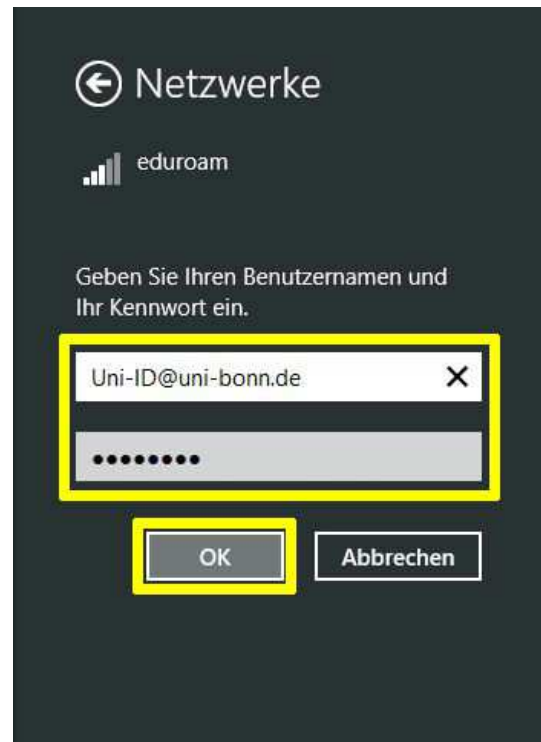 Netzwerke
eduroam
Geben Sie Ihren Benutzernamen und
Ihr Kennwort ein.
Uni-ID@uni-bonn.de
••••••••
OK Abbrechen